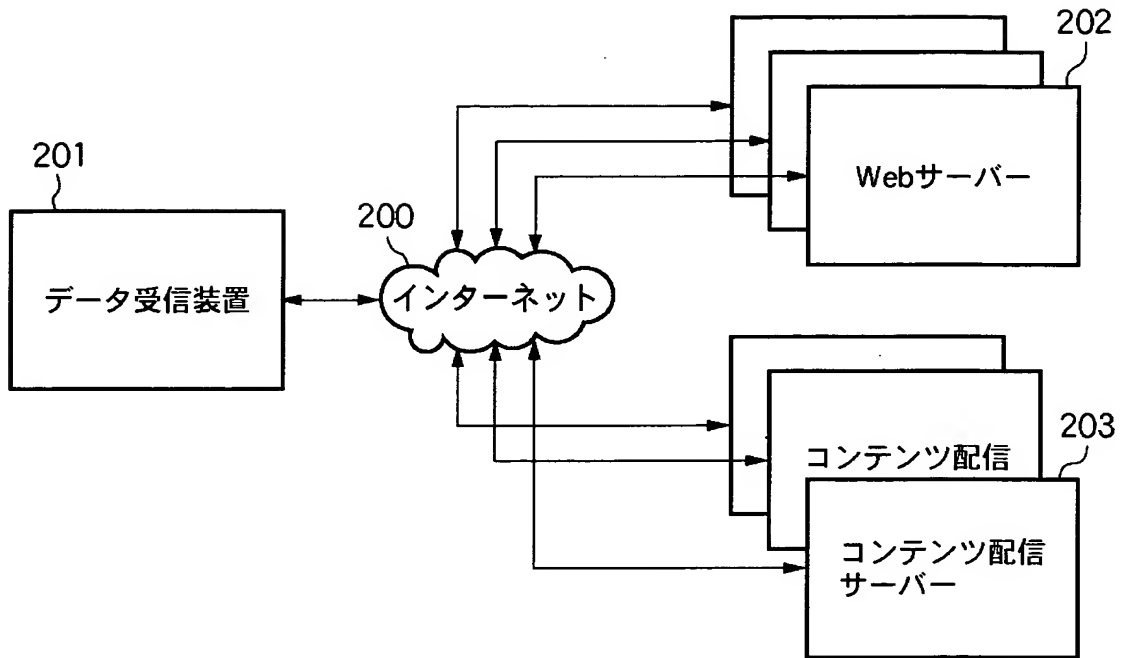 202
201
Webサーバー
200
データ受信装置
インターネット
203
コンテンツ配信
コンテンツ配信
サーバー